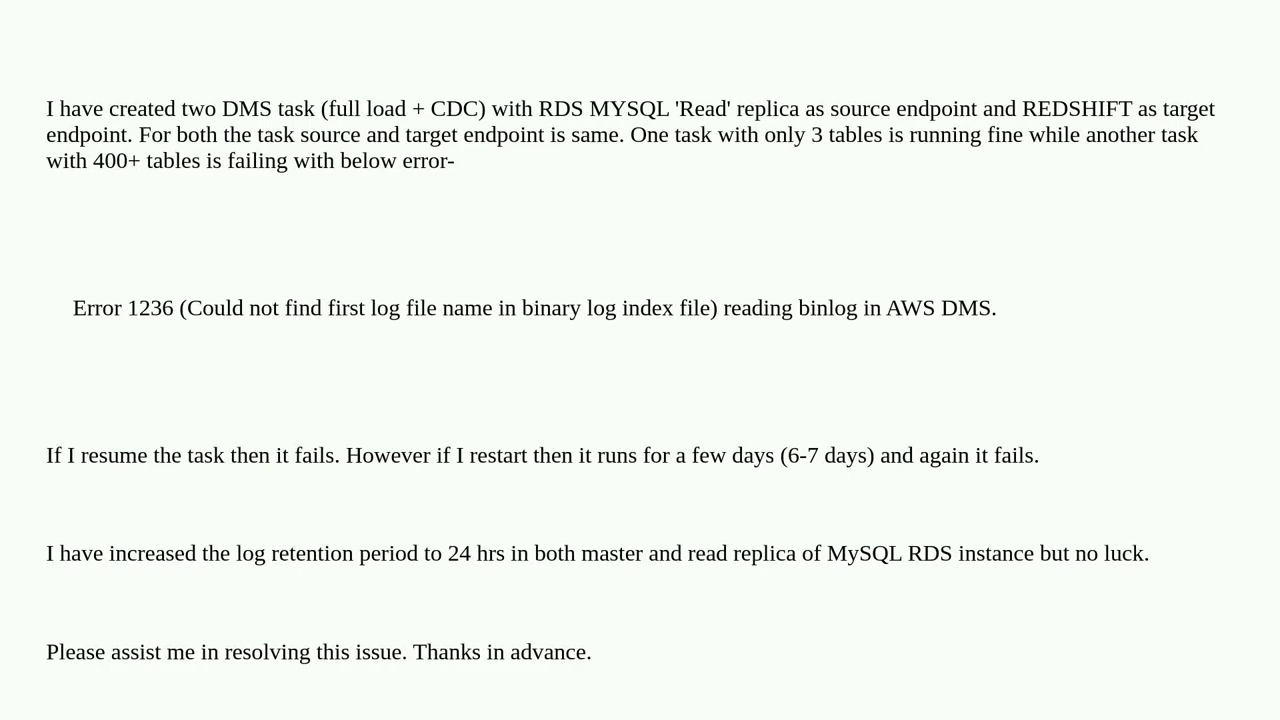 I have created two DMS task (full load + CDC) with RDS MYSQL 'Read' replica as source endpoint and REDSHIFT as target
endpoint. For both the task source and target endpoint is same. One task with only 3 tables is running fine while another task
with 400+ tables is failing with below error-
Error 1236 (Could not find first log file name in binary log index file) reading binlog in AWS DMS.
If I resume the task then it fails. However if I restart then it runs for a few days (6-7 days) and again it fails.
I have increased the log retention period to 24 hrs in both master and read replica of MySQL RDS instance but no luck.
Please assist me in resolving this issue. Thanks in advance.